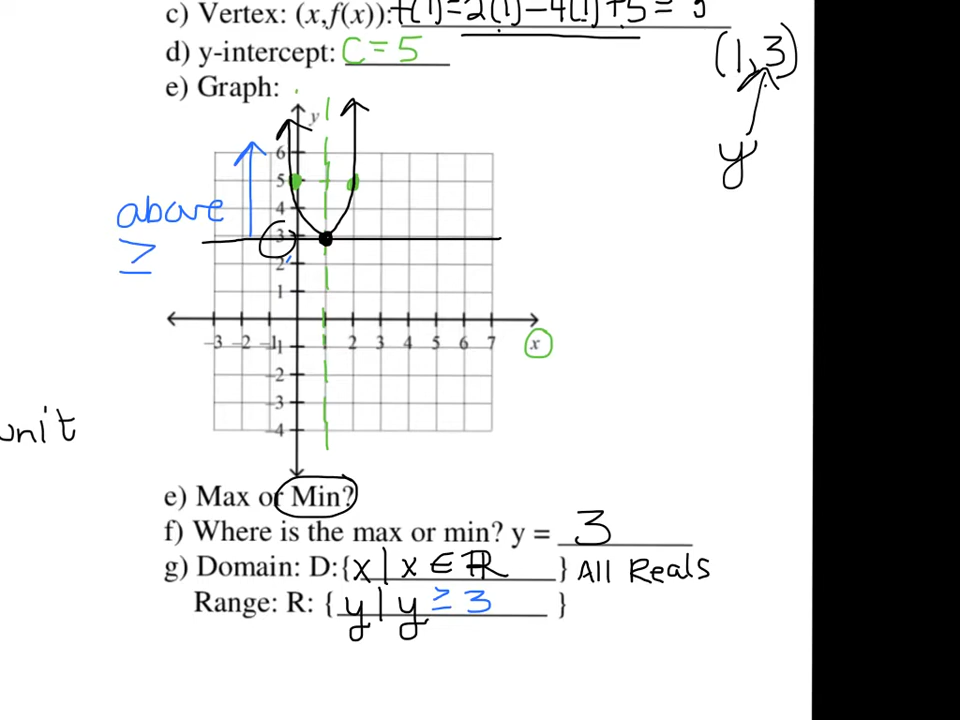 c) Vertex: (x,f(x)): f(1)=2(1)-4(1)+5= 3
(1,3)
d) y-intercept: C=5
e) Graph:
y
y
6
5
above
4
≥
3
2
1
-3 -2 -1 1 2 3 4 5 6 7 x
-1
-2
-3
unit
-4
e) Max or Min?
f) Where is the max or min? y = 3
g) Domain: D:{x|x∈ℝ} All Reals
Range: R: {y|y≥3}